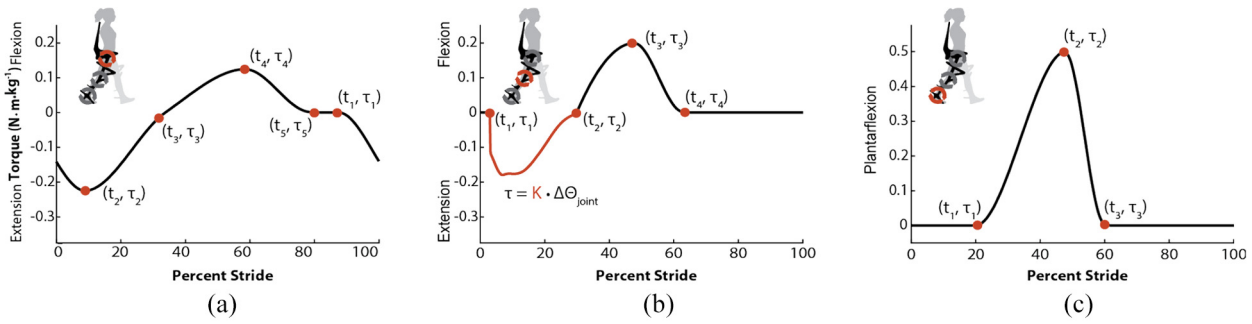 Extension Torque (N·m·kg⁻¹) Flexion
0.2
0.1
0
-0.1
-0.2
-0.3
(t₁, τ₁)
(t₂, τ₂)
(t₃, τ₃)
(t₄, τ₄)
(t₅, τ₅)
0 20 40 60 80 100
Percent Stride
(a)
Extension Flexion
0.2
0.1
0
-0.1
-0.2
-0.3
(t₁, τ₁)
(t₂, τ₂)
(t₃, τ₃)
(t₄, τ₄)
τ = K · ΔΘjoint
0 20 40 60 80 100
Percent Stride
(b)
Plantarflexion
0.5
0.4
0.3
0.2
0.1
0
(t₁, τ₁)
(t₂, τ₂)
(t₃, τ₃)
0 20 40 60 80 100
Percent Stride
(c)